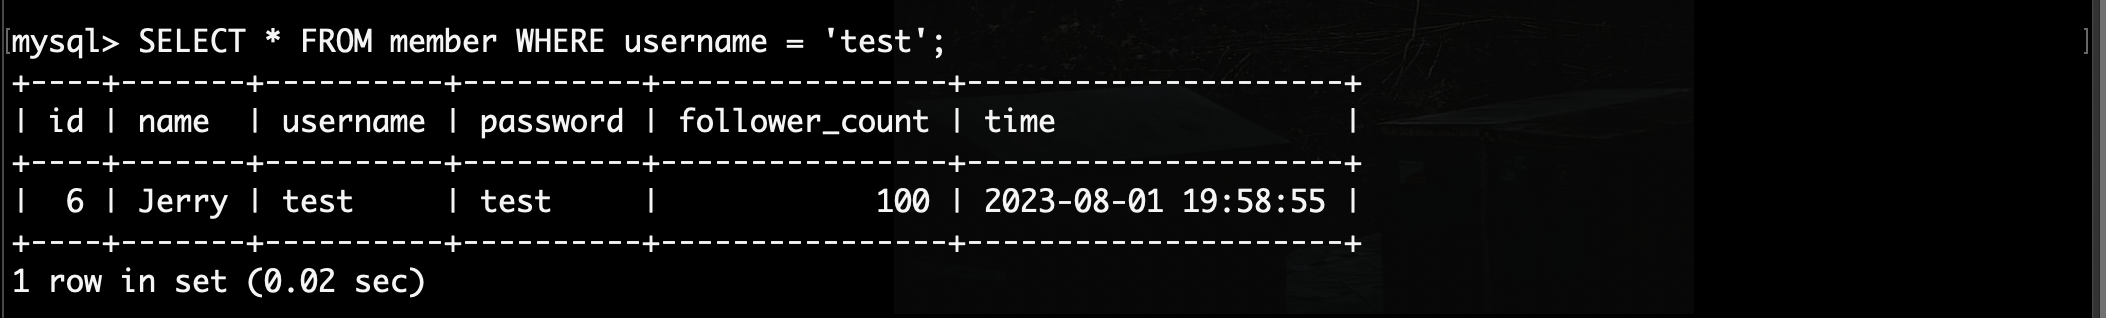 [mysql> SELECT * FROM member WHERE username = 'test'; ]
+----+-------+----------+----------+----------------+---------------------+
| id | name  | username | password | follower_count | time                |
+----+-------+----------+----------+----------------+---------------------+
|  6 | Jerry | test     | test     |            100 | 2023-08-01 19:58:55 |
+----+-------+----------+----------+----------------+---------------------+
1 row in set (0.02 sec)